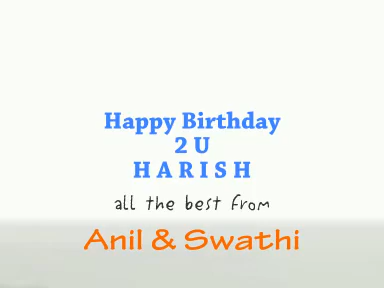 Happy Birthday
2 U
H A R I S H
all the best from
Anil & Swathi